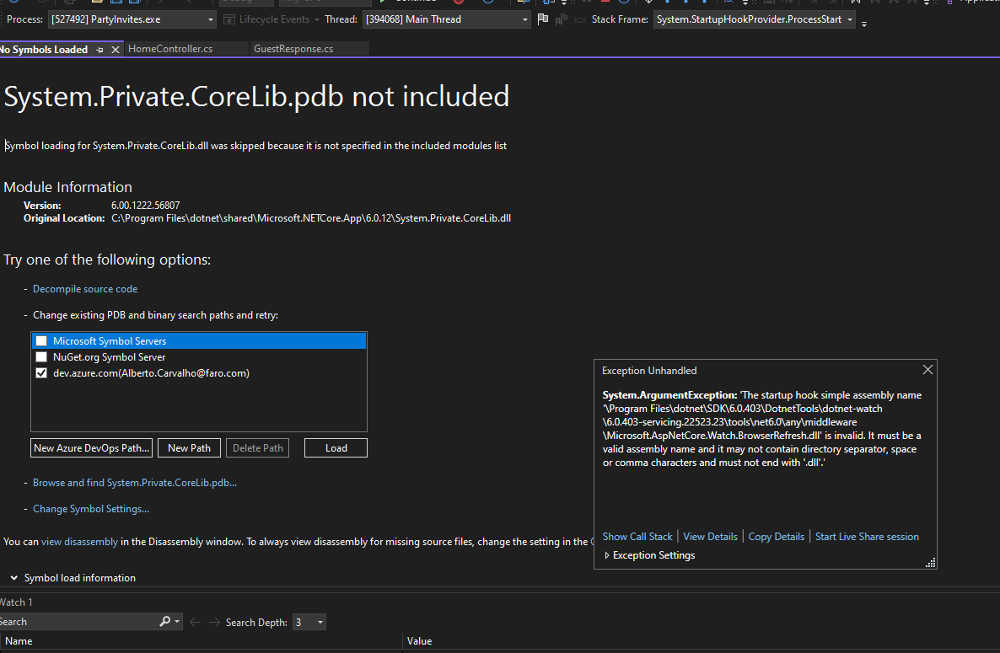 Process: [527492] PartyInvites.exe Lifecycle Events Thread: [394068] Main Thread Stack Frame: System.StartupHookProvider.ProcessStart
No Symbols Loaded HomeController.cs GuestResponse.cs
System.Private.CoreLib.pdb not included
Symbol loading for System.Private.CoreLib.dll was skipped because it is not specified in the included modules list
Module Information
Version: 6.00.1222.56807
Original Location: C:\Program Files\dotnet\shared\Microsoft.NETCore.App\6.0.12\System.Private.CoreLib.dll
Try one of the following options:
- Decompile source code
- Change existing PDB and binary search paths and retry:
Microsoft Symbol Servers
NuGet.org Symbol Server
dev.azure.com(Alberto.Carvalho@faro.com)
New Azure DevOps Path... New Path Delete Path Load
- Browse and find System.Private.CoreLib.pdb...
- Change Symbol Settings...
You can view disassembly in the Disassembly window. To always view disassembly for missing source files, change the setting in the
Symbol load information
Exception Unhandled
System.ArgumentException: 'The startup hook simple assembly name
'\Program Files\dotnet\SDK\6.0.403\DotnetTools\dotnet-watch
\6.0.403-servicing.22523.23\tools\net6.0\any\middleware
\Microsoft.AspNetCore.Watch.BrowserRefresh.dll' is invalid. It must be a
valid assembly name and it may not contain directory separator, space
or comma characters and must not end with '.dll'.'
Show Call Stack | View Details | Copy Details | Start Live Share session
Exception Settings
Watch 1
Search Search Depth: 3
Name Value